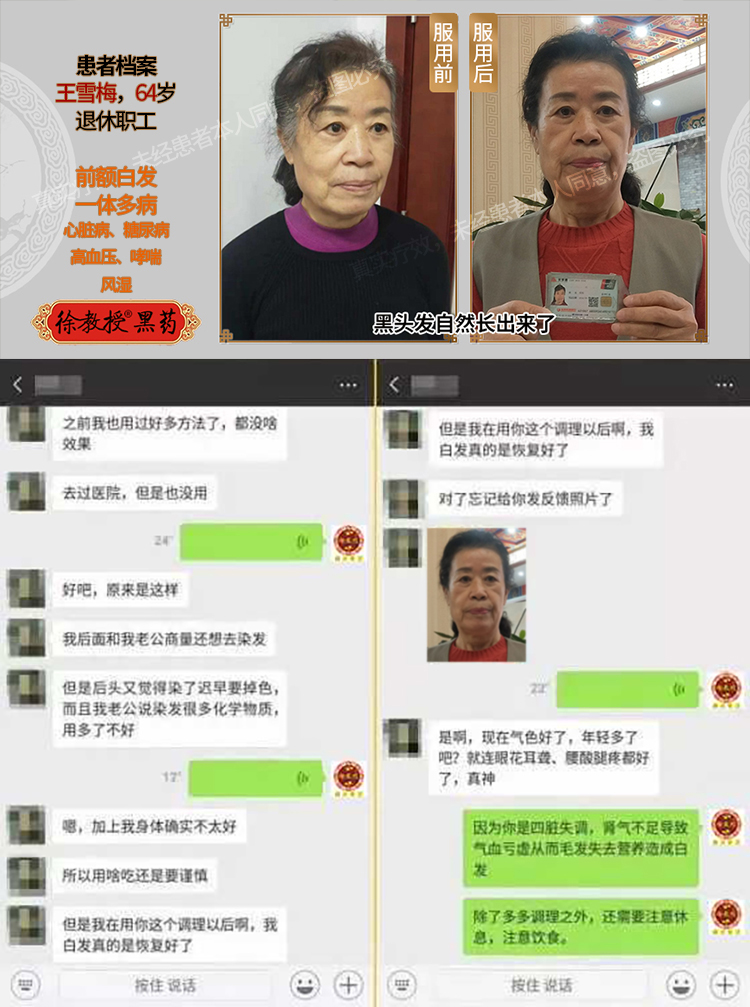 患者档案
王雪梅，64岁
退休职工
前额白发
一体多病
心脏病、糖尿病
高血压、哮喘
风湿
徐教授®黑药
服用前
服用后
黑头发自然长出来了
真实疗效，未经患者本人同意，
之前我也用过好多方法了，都没啥
效果
去过医院，但是也没用
24"
好吧，原来是这样
我后面和我老公商量还想去染发
但是后头又觉得染了迟早要掉色，
而且我老公说染发很多化学物质，
用多了不好
嗯，加上我身体确实不太好
所以用啥吃还是要谨慎
但是我在用你这个调理以后啊，我
白发真的是恢复好了
按住 说话
但是我在用你这个调理以后啊，我
白发真的是恢复好了
对了忘记给你发反馈照片了
是啊，现在气色好了，年轻多了
吧？就连眼花耳聋、腰酸腿疼都好
了，真神
因为你是四脏失调，肾气不足导致
气血亏虚从而毛发失去营养造成白
发
除了多多调理之外，还需要注意休
息，注意饮食。
按住 说话